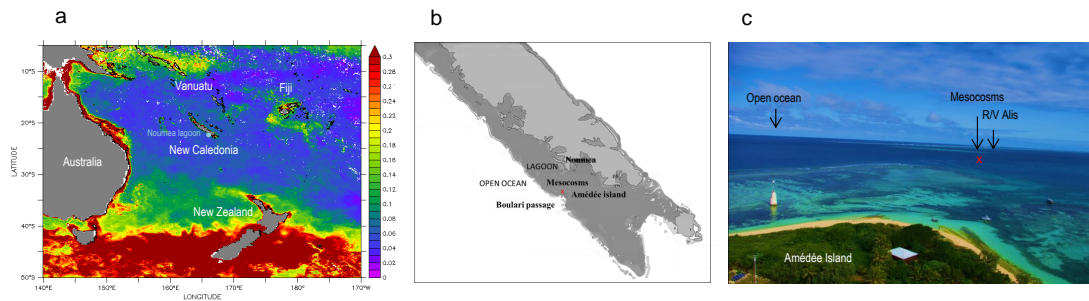 a
b
c
10°S
20°S
30°S
40°S
50°S
LATITUDE
140°E
150°E
160°E
170°E
180°
170°W
LONGITUDE
Vanuatu
Fiji
Noumea lagoon
New Caledonia
Australia
New Zealand
0.3
0.28
0.26
0.24
0.22
0.2
0.18
0.16
0.14
0.12
0.1
0.08
0.06
0.04
0.02
0
Noumea
LAGOON
Mesocosms
OPEN OCEAN
Amédée island
Boulari passage
Open ocean
Mesocosms
R/V Alis
x
Amédée Island